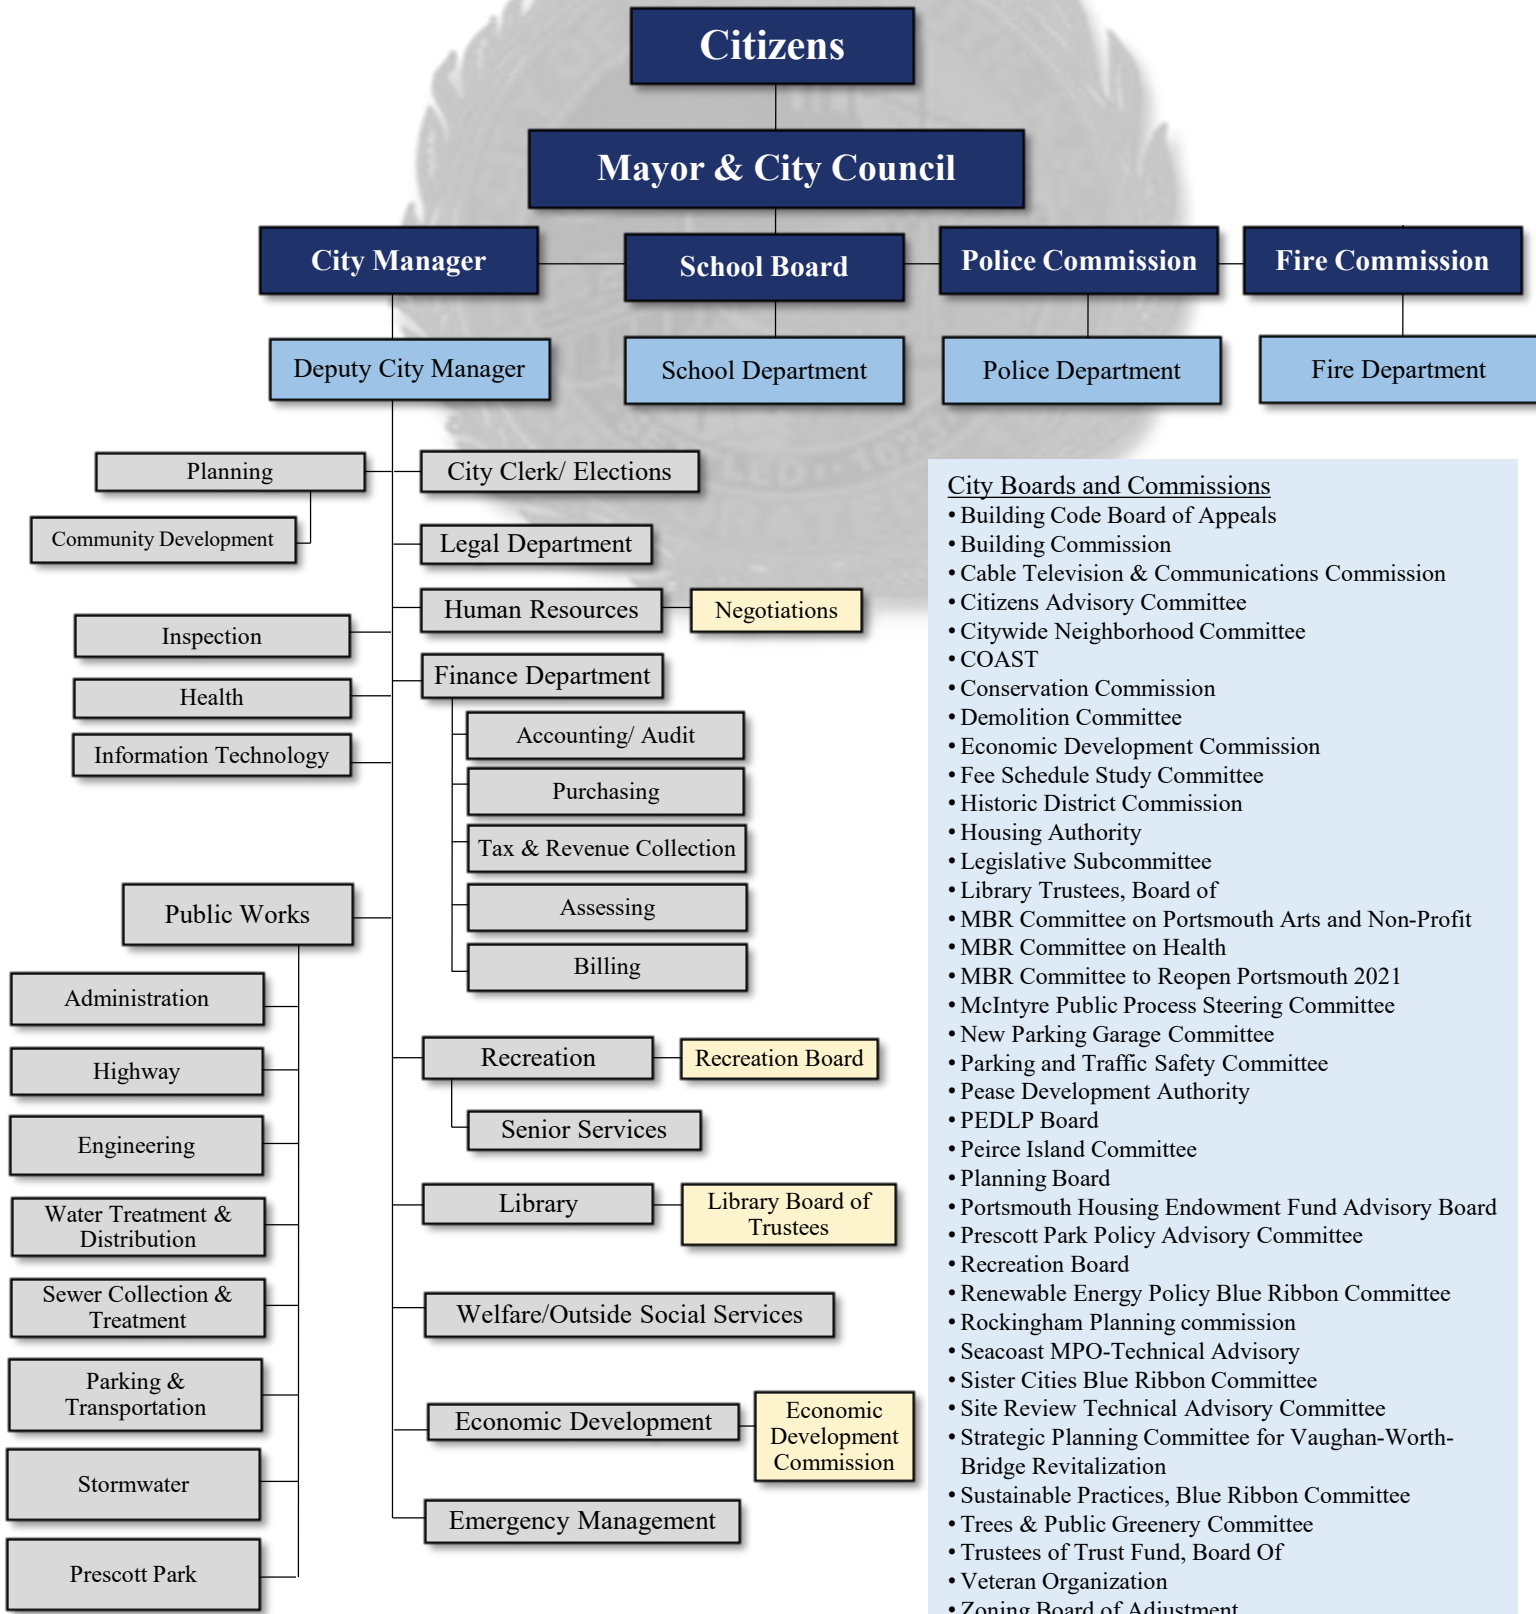 Citizens
Mayor & City Council
City Manager
School Board
Police Commission
Fire Commission
Deputy City Manager
School Department
Police Department
Fire Department
Planning
Community Development
Inspection
Health
Information Technology
Public Works
Administration
Highway
Engineering
Water Treatment &
Distribution
Sewer Collection &
Treatment
Parking &
Transportation
Stormwater
Prescott Park
City Clerk/ Elections
Legal Department
Human Resources
Negotiations
Finance Department
Accounting/ Audit
Purchasing
Tax & Revenue Collection
Assessing
Billing
Recreation
Recreation Board
Senior Services
Library
Library Board of
Trustees
Welfare/Outside Social Services
Economic Development
Economic
Development
Commission
Emergency Management
City Boards and Commissions
• Building Code Board of Appeals
• Building Commission
• Cable Television & Communications Commission
• Citizens Advisory Committee
• Citywide Neighborhood Committee
• COAST
• Conservation Commission
• Demolition Committee
• Economic Development Commission
• Fee Schedule Study Committee
• Historic District Commission
• Housing Authority
• Legislative Subcommittee
• Library Trustees, Board of
• MBR Committee on Portsmouth Arts and Non-Profit
• MBR Committee on Health
• MBR Committee to Reopen Portsmouth 2021
• McIntyre Public Process Steering Committee
• New Parking Garage Committee
• Parking and Traffic Safety Committee
• Pease Development Authority
• PEDLP Board
• Peirce Island Committee
• Planning Board
• Portsmouth Housing Endowment Fund Advisory Board
• Prescott Park Policy Advisory Committee
• Recreation Board
• Renewable Energy Policy Blue Ribbon Committee
• Rockingham Planning commission
• Seacoast MPO-Technical Advisory
• Sister Cities Blue Ribbon Committee
• Site Review Technical Advisory Committee
• Strategic Planning Committee for Vaughan-Worth-
Bridge Revitalization
• Sustainable Practices, Blue Ribbon Committee
• Trees & Public Greenery Committee
• Trustees of Trust Fund, Board Of
• Veteran Organization
• Zoning Board of Adjustment